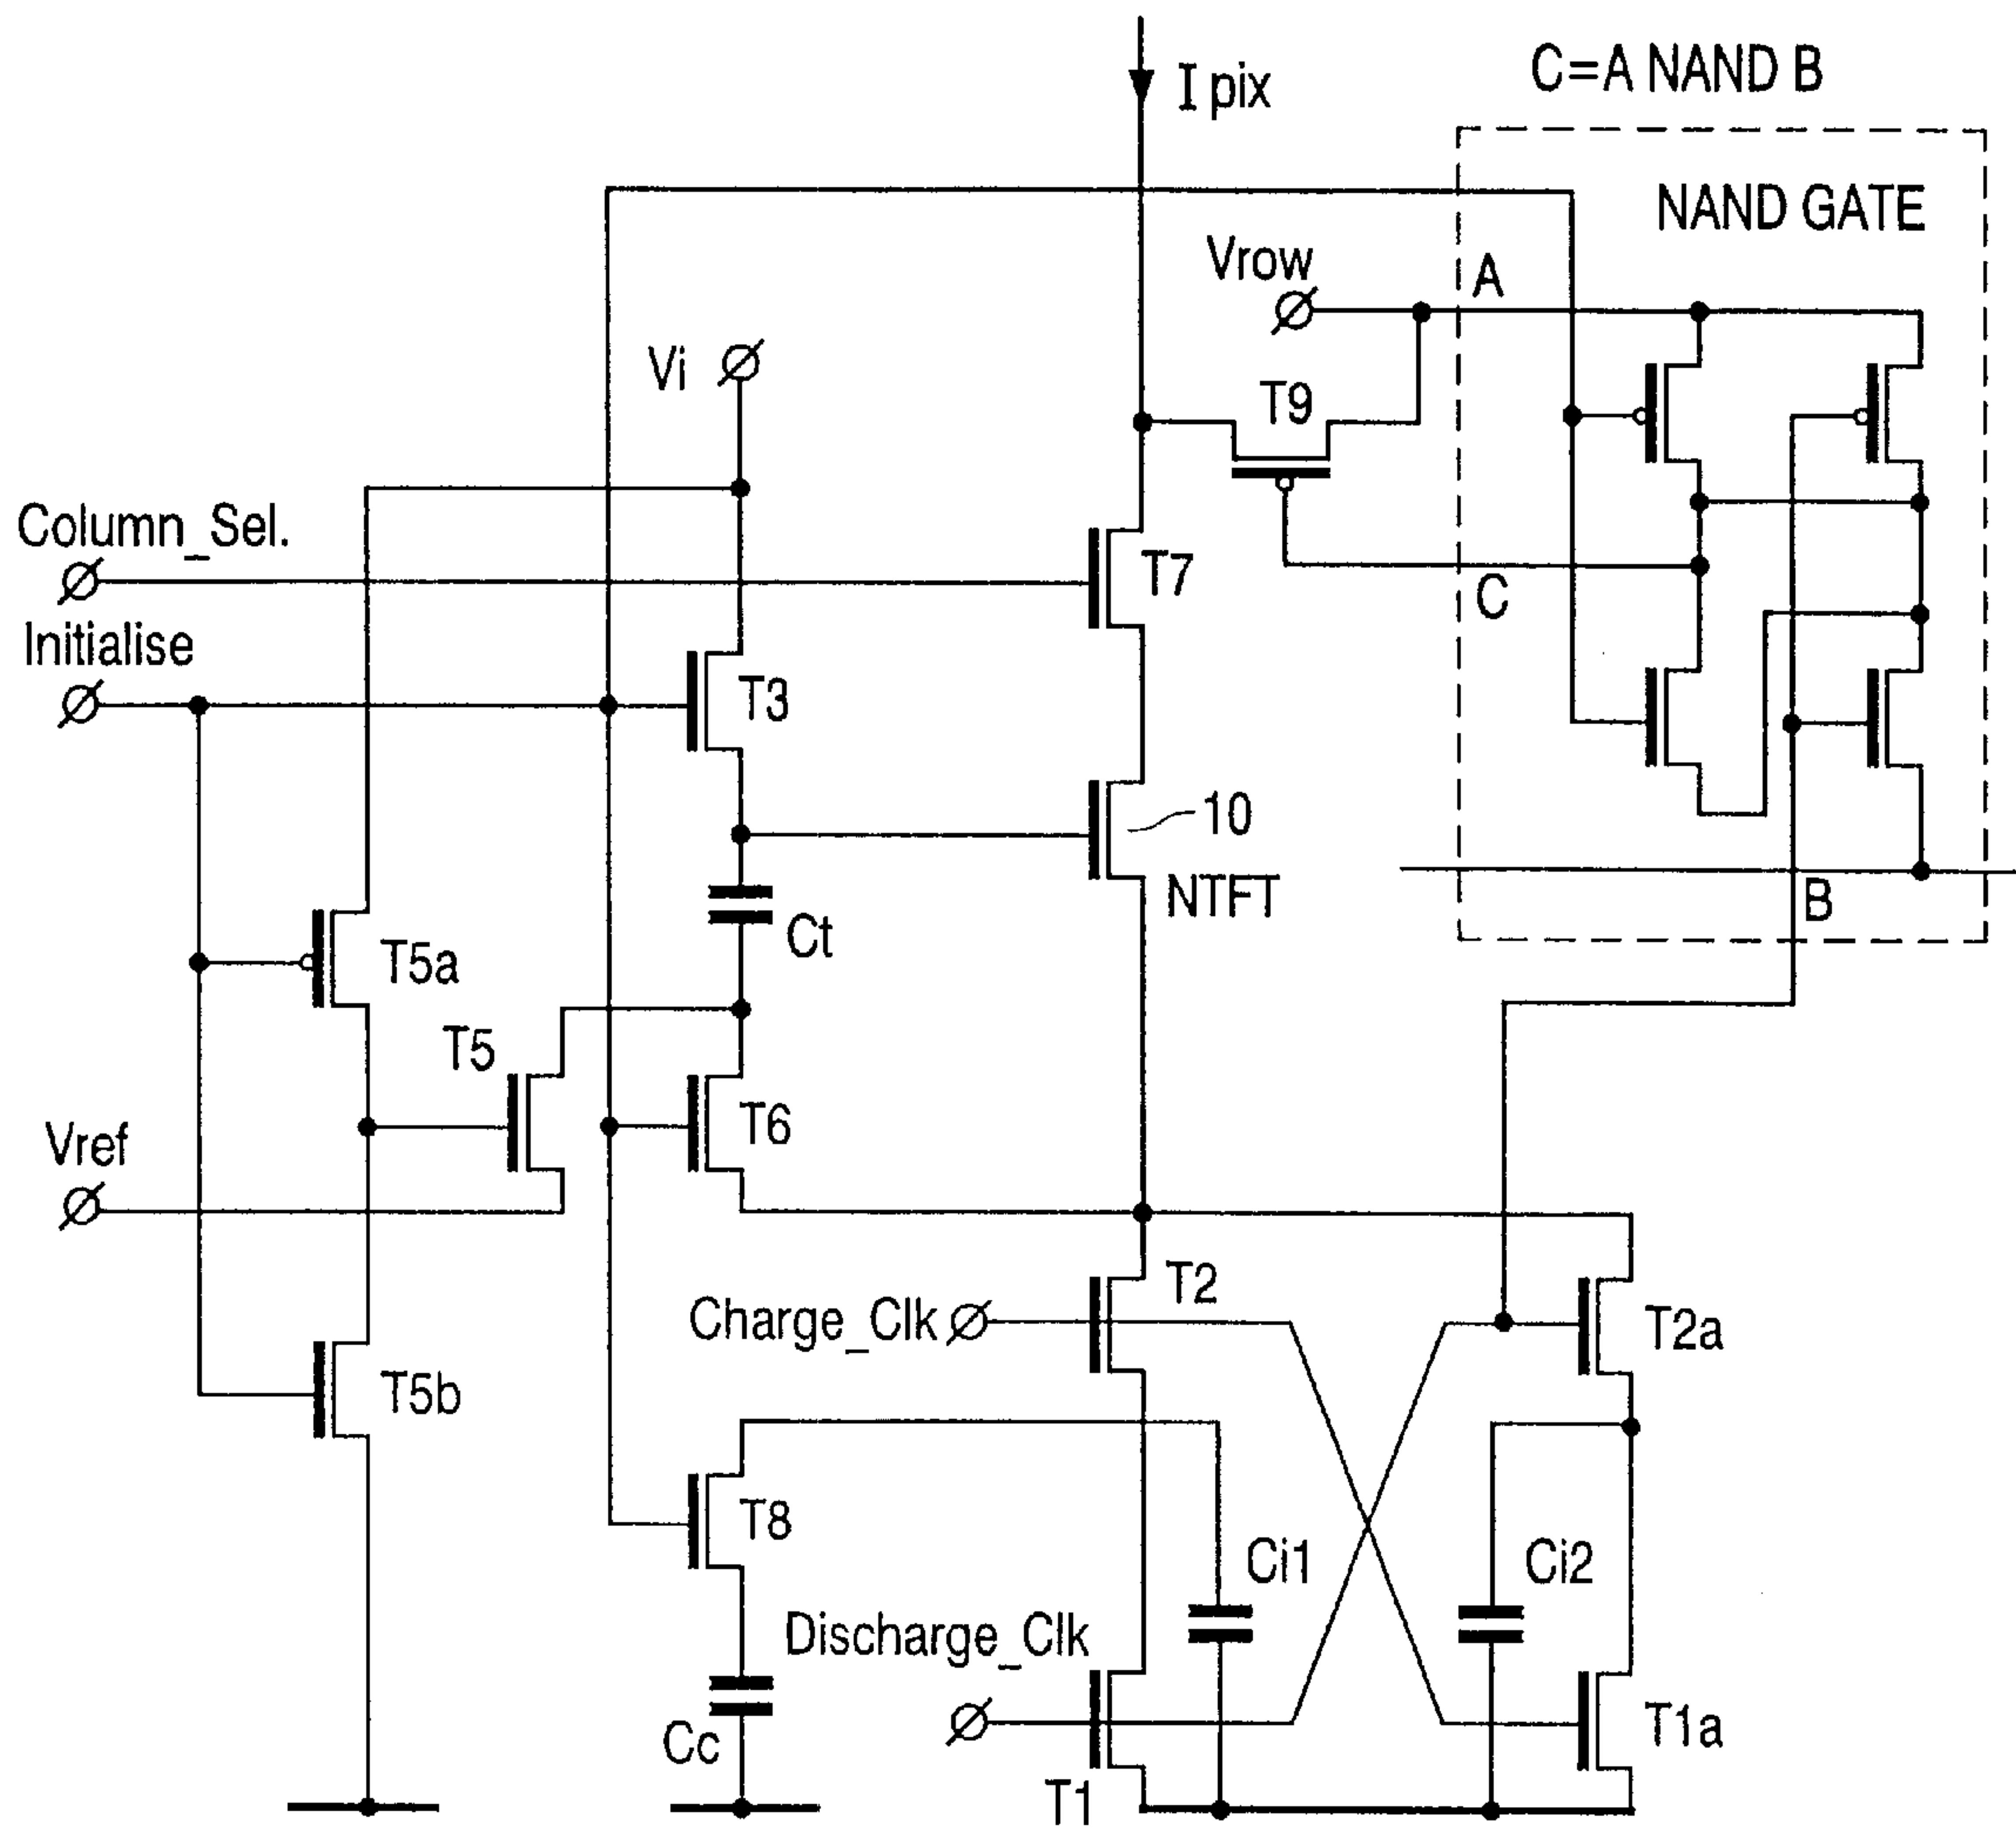 I pix
C=A NAND B
NAND GATE
Vrow
A
Vi
T9
Column_Sel.
T7
C
Initialise
T3
10
NTFT
B
Ct
T5a
T5
T6
Vref
T2
Charge_Clk
T2a
T5b
T8
Ci1
Ci2
Discharge_Clk
Cc
T1
T1a